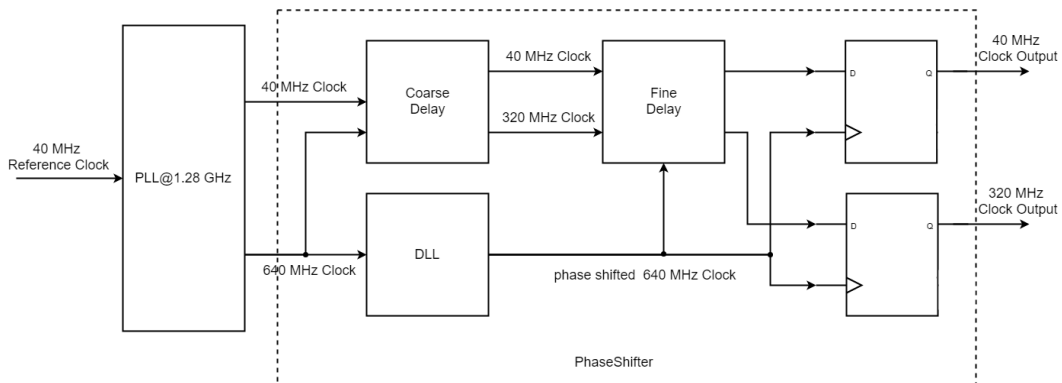 40 MHz
Clock Output
40 MHz Clock
40 MHz Clock
Coarse
Delay
Fine
Delay
D
Q
320 MHz Clock
40 MHz
Reference Clock
PLL@1.28 GHz
320 MHz
Clock Output
D
Q
DLL
640 MHz Clock
phase shifted 640 MHz Clock
PhaseShifter